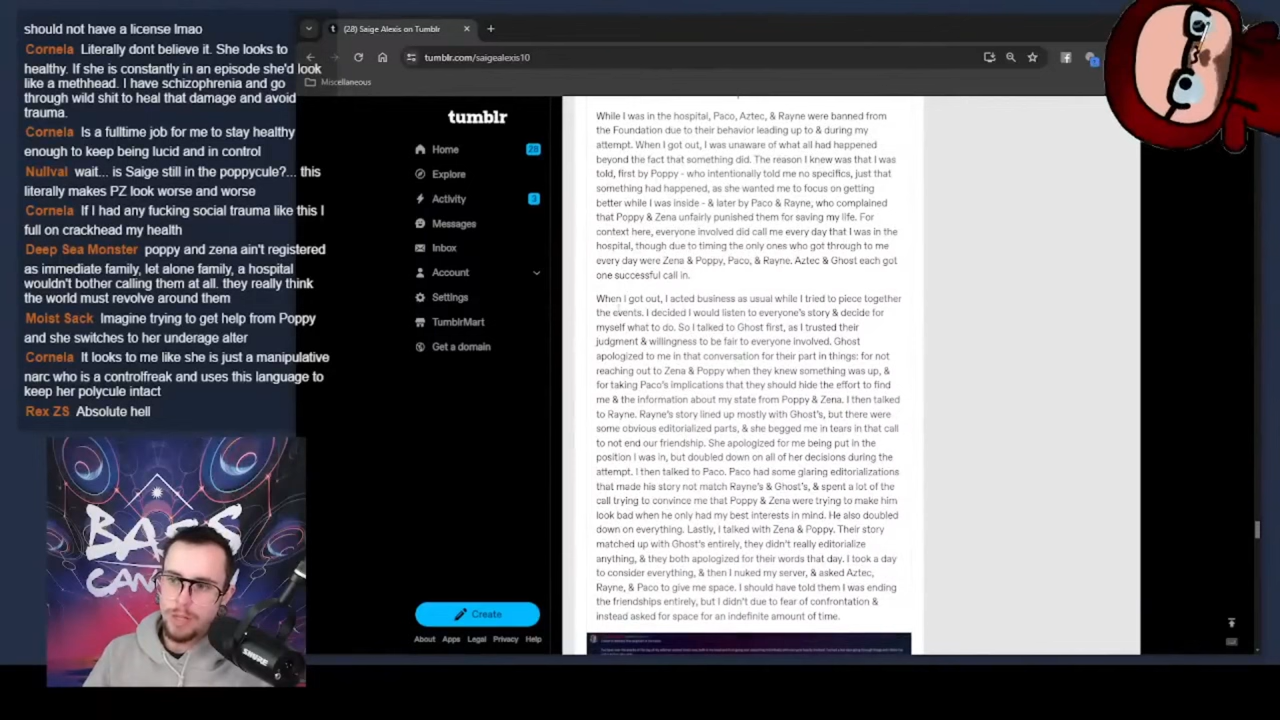 should not have a license lmao
Cornela Literally dont believe it. She looks to
healthy. If she is constantly in an episode she'd look
like a methhead. I have schizophrenia and go
through wild shit to heal that damage and avoid
trauma.
Cornela Is a fulltime job for me to stay healthy
enough to keep being lucid and in control
Nullval wait... is Saige still in the poppycule?... this
literally makes PZ look worse and worse
Cornela If I had any fucking social trauma like this I
full on crackhead my health
Deep Sea Monster poppy and zena ain't registered
as immediate family, let alone family, a hospital
wouldn't bother calling them at all. they really think
the world must revolve around them
Moist Sack Imagine trying to get help from Poppy
and she switches to her underage alter
Cornela It looks to me like she is just a manipulative
narc who is a controlfreak and uses this language to
keep her polycule intact
Rex ZS Absolute hell
BASS
CANYON
SHURE
(28) Saige Alexis on Tumblr
tumblr.com/saigealexis10
Miscellaneous
tumblr
Home 28
Explore
Activity 3
Messages
Inbox
Account
Settings
TumblrMart
Get a domain
Create
About Apps Legal Privacy Help
While I was in the hospital, Paco, Aztec, & Rayne were banned from
the Foundation due to their behavior leading up to & during my
attempt. When I got out, I was unaware of what all had happened
beyond the fact that something did. The reason I knew was that I was
told, first by Poppy - who intentionally told me no specifics, just that
something had happened, as she wanted me to focus on getting
better while I was inside - & later by Paco & Rayne, who complained
that Poppy & Zena unfairly punished them for saving my life. For
context here, everyone involved did call me every day that I was in the
hospital, though due to timing the only ones who got through to me
every day were Zena & Poppy, Paco, & Rayne. Aztec & Ghost each got
one successful call in.
When I got out, I acted business as usual while I tried to piece together
the events. I decided I would listen to everyone's story & decide for
myself what to do. So I talked to Ghost first, as I trusted their
judgment & willingness to be fair to everyone involved. Ghost
apologized to me in that conversation for their part in things: for not
reaching out to Zena & Poppy when they knew something was up, &
for taking Paco's implications that they should hide the effort to find
me & the information about my state from Poppy & Zena. I then talked
to Rayne. Rayne's story lined up mostly with Ghost's, but there were
some obvious editorialized parts, & she begged me in tears in that call
to not end our friendship. She apologized for me being put in the
position I was in, but doubled down on all of her decisions during the
attempt. I then talked to Paco. Paco had some glaring editorializations
that made his story not match Rayne's & Ghost's, & spent a lot of the
call trying to convince me that Poppy & Zena were trying to make him
look bad when he only had my best interests in mind. He also doubled
down on everything. Lastly, I talked with Zena & Poppy. Their story
matched up with Ghost's entirely, they didn't really editorialize
anything, & they both apologized for their words that day. I took a day
to consider everything, & then I nuked my server, & asked Aztec,
Rayne, & Paco to give me space. I should have told them I was ending
the friendships entirely, but I didn't due to fear of confrontation &
instead asked for space for an indefinite amount of time.